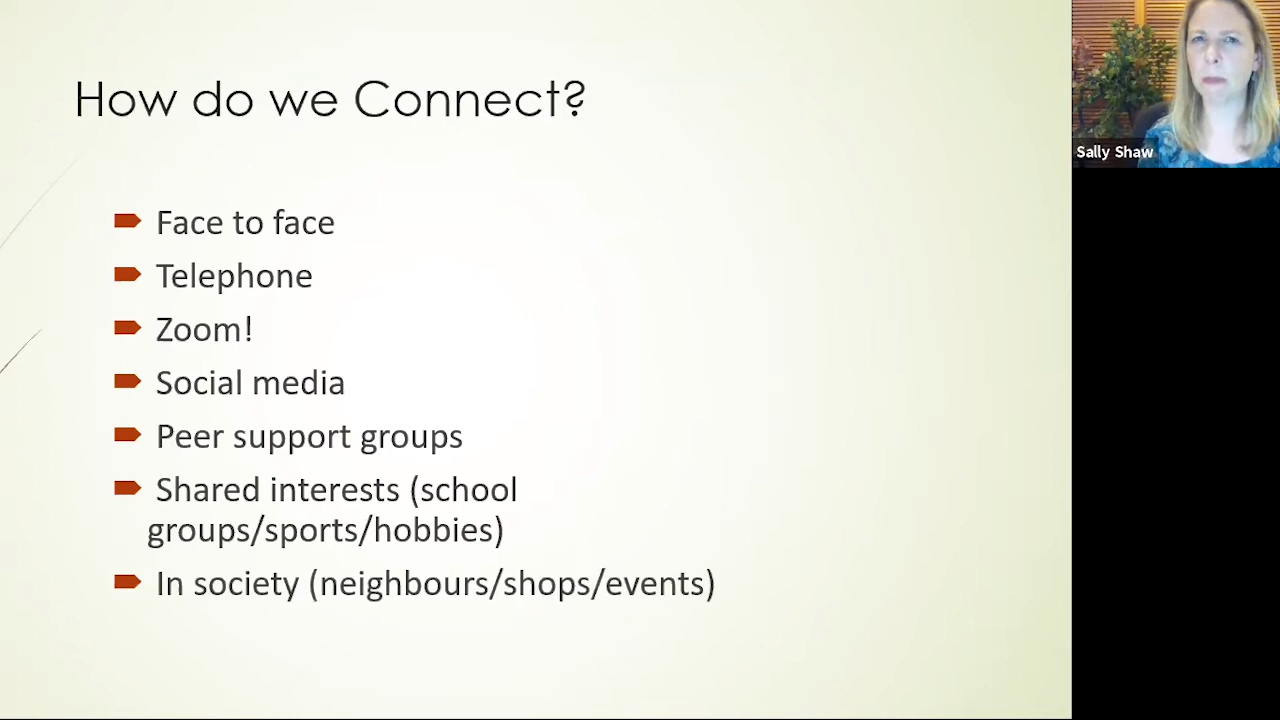 How do we Connect?
Face to face
Telephone
Zoom!
Social media
Peer support groups
Shared interests (school
groups/sports/hobbies)
In society (neighbours/shops/events)
Sally Shaw